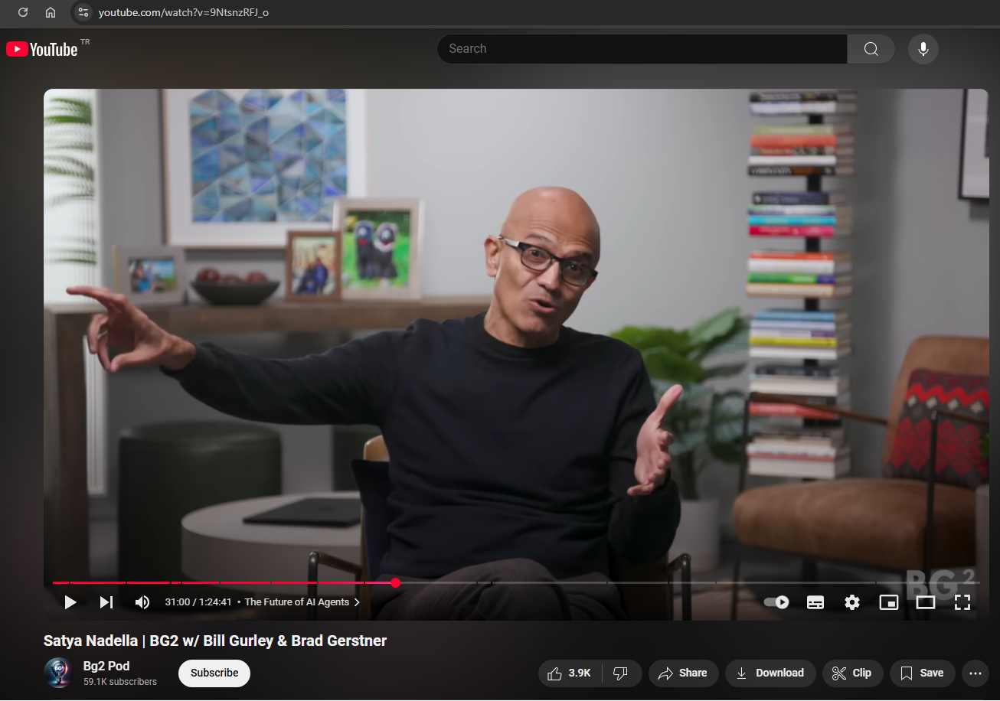 youtube.com/watch?v=9NtsnzRFJ_o
YouTube TR
Search
BG2
31:00 / 1:24:41 • The Future of AI Agents
Satya Nadella | BG2 w/ Bill Gurley & Brad Gerstner
Bg2 Pod
59.1K subscribers
Subscribe
3.9K
Share
Download
Clip
Save